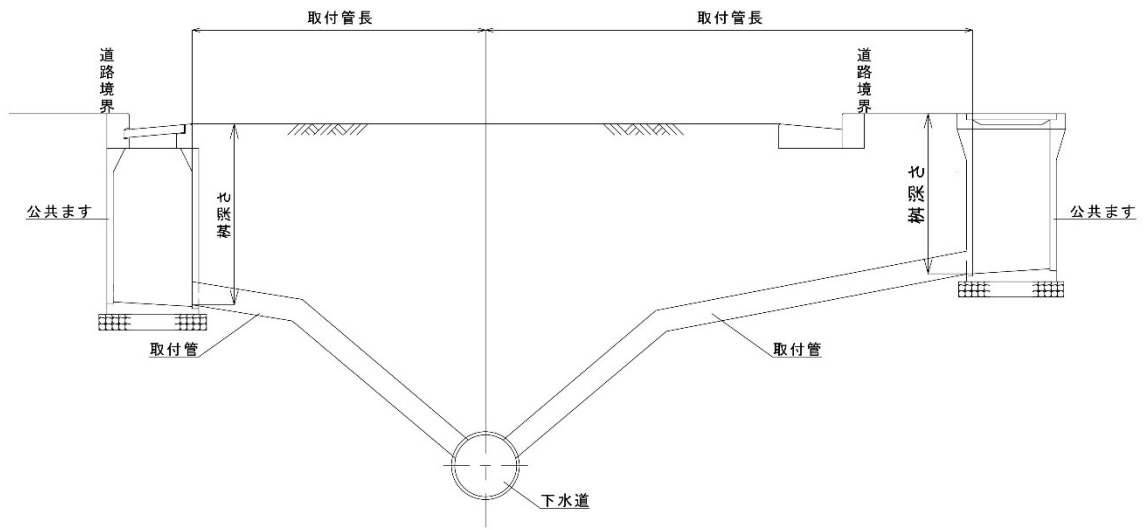 取付管長
取付管長
道路境界
道路境界
公共ます
桝深さ
桝深さ
公共ます
取付管
取付管
下水道